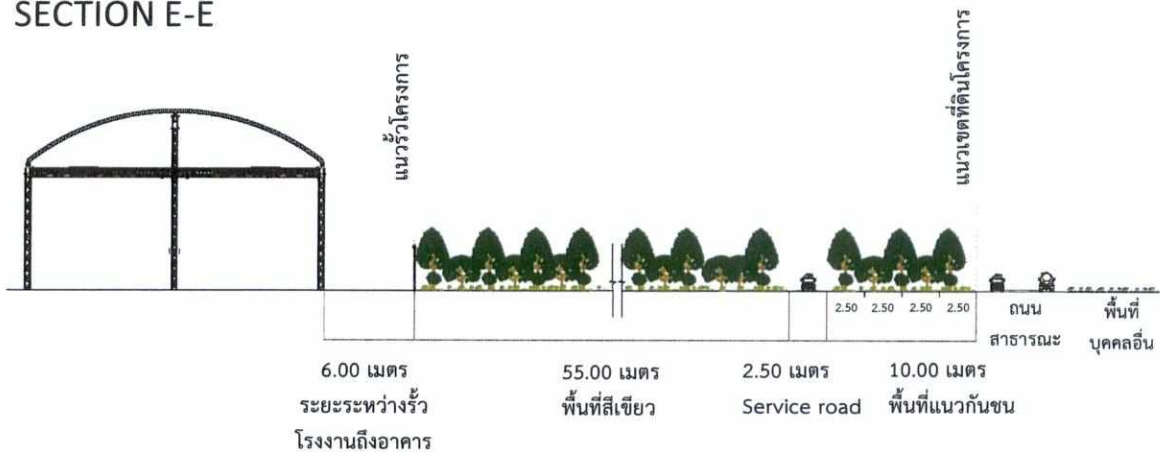 SECTION E-E
แนวรั้วโครงการ
แนวเขตที่ดินโครงการ
2.50 2.50 2.50 2.50
ถนน
สาธารณะ
พื้นที่
บุคคลอื่น
6.00 เมตร
ระยะระหว่างรั้ว
โรงงานถึงอาคาร
55.00 เมตร
พื้นที่สีเขียว
2.50 เมตร
Service road
10.00 เมตร
พื้นที่แนวกันชน